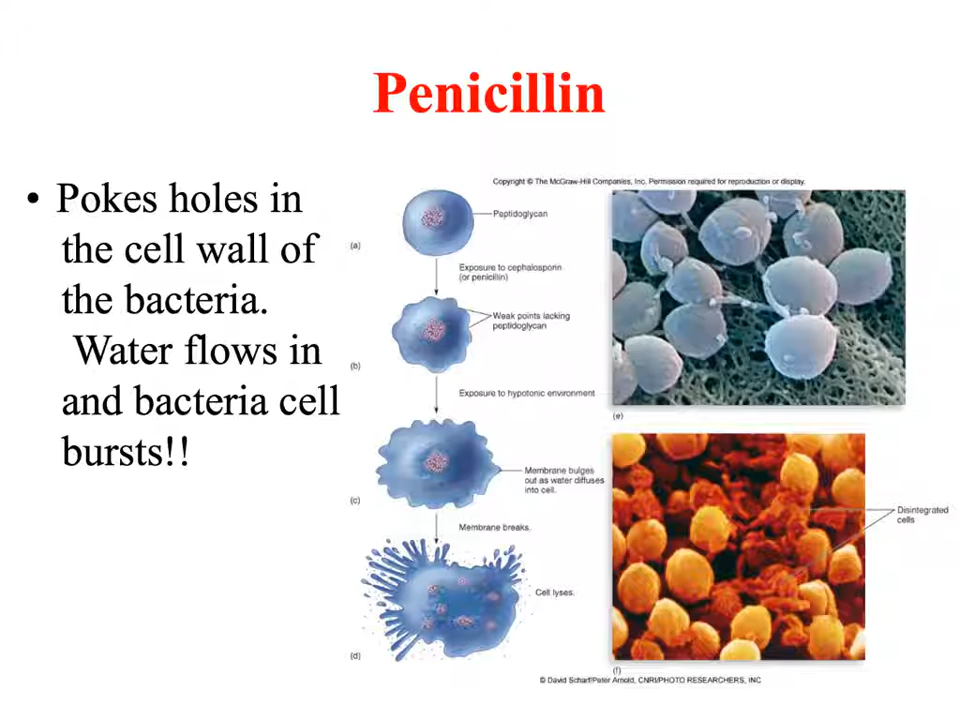 Penicillin
• Pokes holes in
the cell wall of
the bacteria.
Water flows in
and bacteria cell
bursts!!
Copyright © The McGraw-Hill Companies, Inc. Permission required for reproduction or display.
Peptidoglycan
(a)
Exposure to cephalosporin
(or penicillin)
Weak points lacking
peptidoglycan
(b)
Exposure to hypotonic environment
Membrane bulges
out as water diffuses
into cell.
(c)
Membrane breaks.
Cell lyses.
(d)
(e)
Disintegrated
cells
(f)
© David Scharf/Peter Arnold, CNRI/PHOTO RESEARCHERS, INC